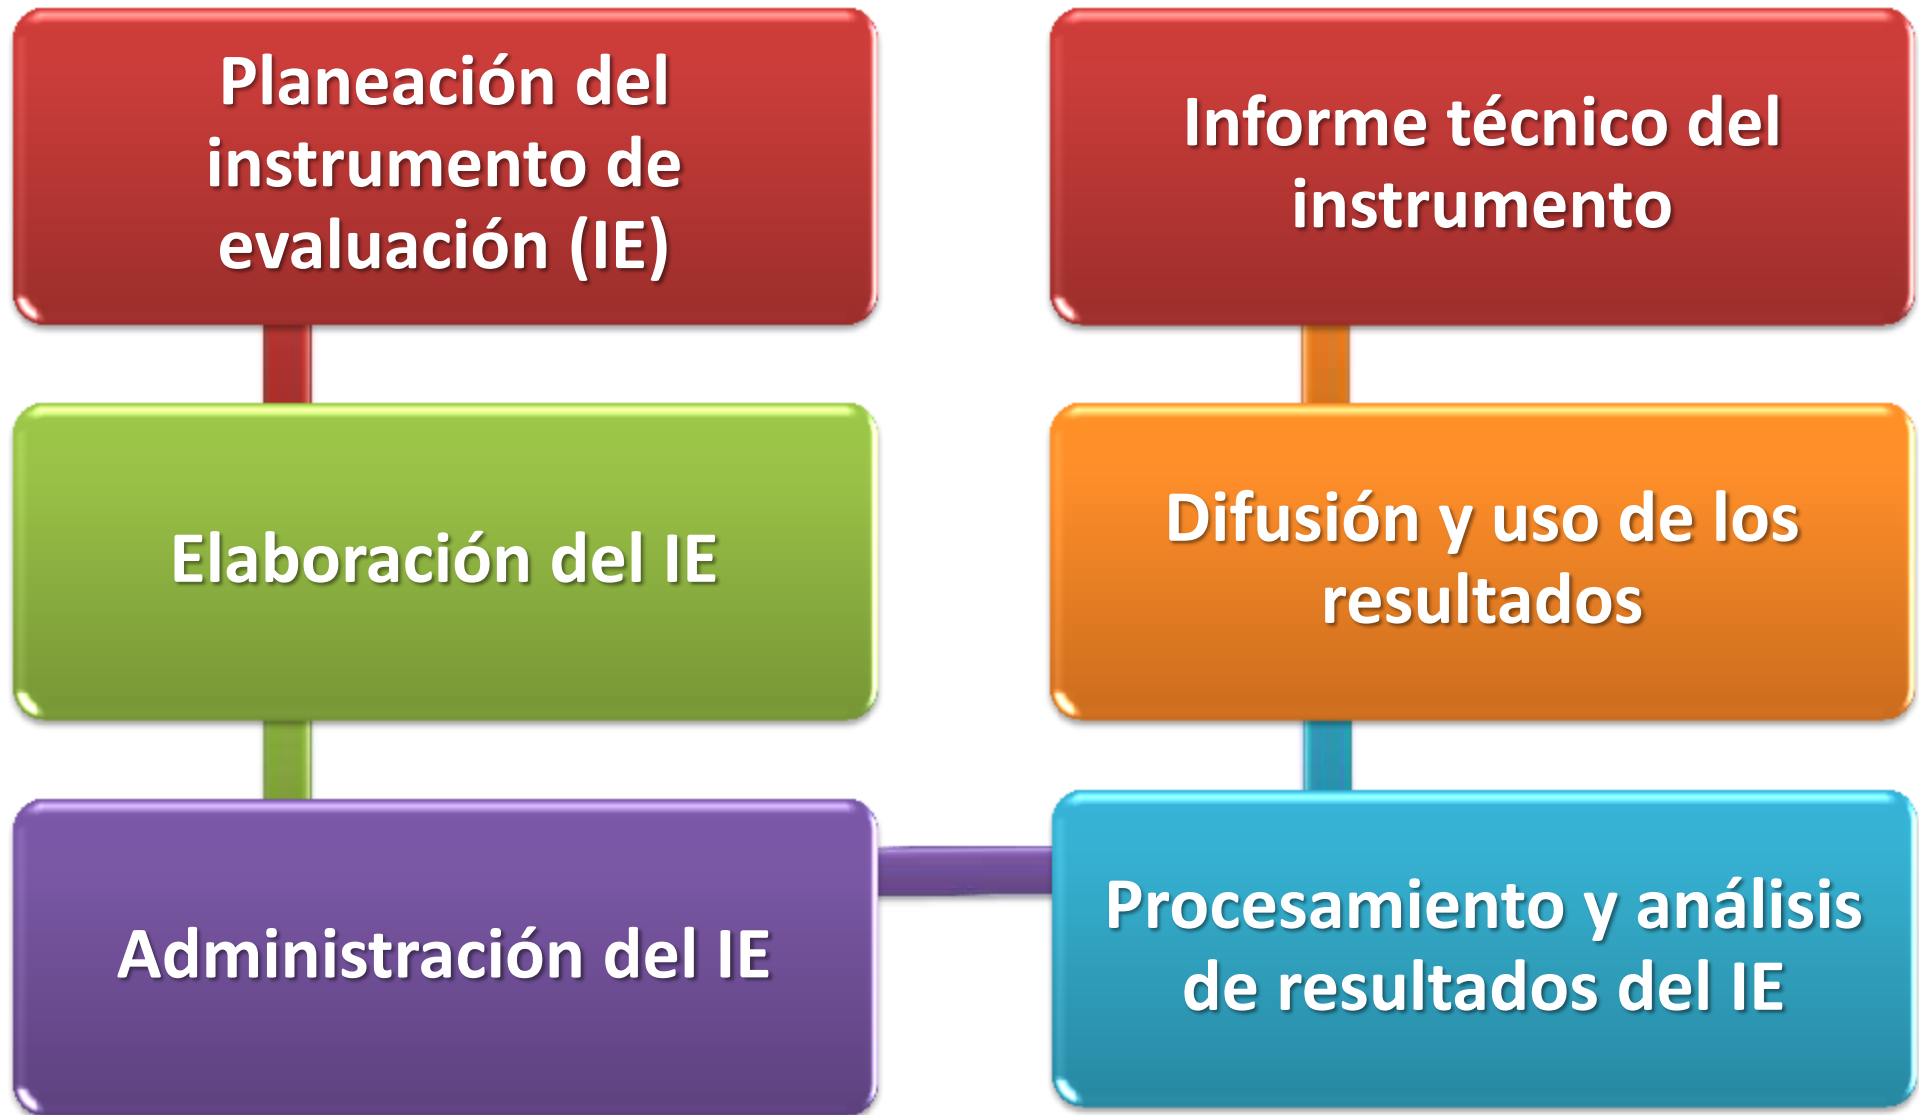 Planeación del
instrumento de
evaluación (IE)
Elaboración del IE
Administración del IE
Procesamiento y análisis
de resultados del IE
Difusión y uso de los
resultados
Informe técnico del
instrumento